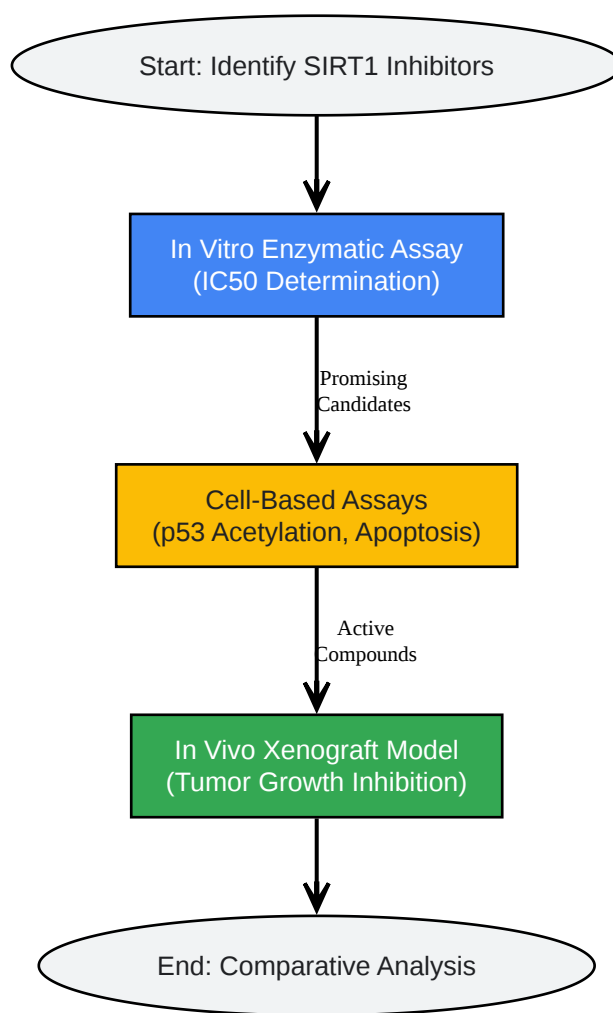 Start: Identify SIRT1 Inhibitors
In Vitro Enzymatic Assay
(IC50 Determination)
Promising
Candidates
Cell-Based Assays
(p53 Acetylation, Apoptosis)
Active
Compounds
In Vivo Xenograft Model
(Tumor Growth Inhibition)
End: Comparative Analysis